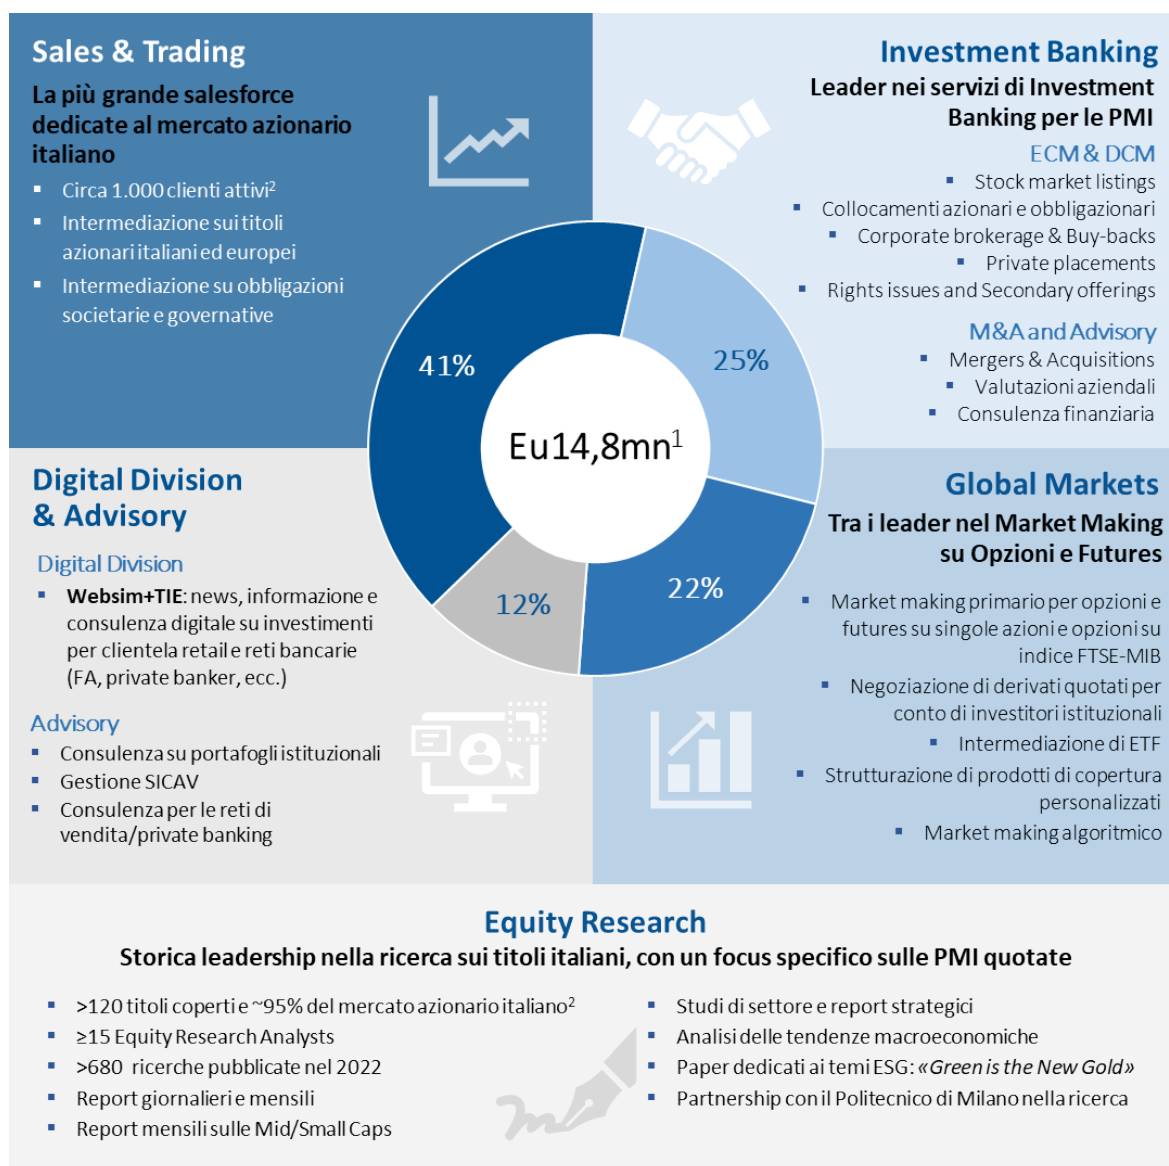 Sales & Trading
La più grande salesforce
dedicate al mercato azionario
italiano
▪ Circa 1.000 clienti attivi²
▪ Intermediazione sui titoli
azionari italiani ed europei
▪ Intermediazione su obbligazioni
societarie e governative
Investment Banking
Leader nei servizi di Investment
Banking per le PMI
ECM & DCM
▪ Stock market listings
▪ Collocamenti azionari e obbligazionari
▪ Corporate brokerage & Buy-backs
▪ Private placements
▪ Rights issues and Secondary offerings
M&A and Advisory
▪ Mergers & Acquisitions
▪ Valutazioni aziendali
▪ Consulenza finanziaria
41%
25%
Eu14,8mn¹
22%
12%
Digital Division
& Advisory
Digital Division
▪ Websim+TIE: news, informazione e
consulenza digitale su investimenti
per clientela retail e reti bancarie
(FA, private banker, ecc.)
Advisory
▪ Consulenza su portafogli istituzionali
▪ Gestione SICAV
▪ Consulenza per le reti di
vendita/private banking
Global Markets
Tra i leader nel Market Making
su Opzioni e Futures
▪ Market making primario per opzioni e
futures su singole azioni e opzioni su
indice FTSE-MIB
▪ Negoziazione di derivati quotati per
conto di investitori istituzionali
▪ Intermediazione di ETF
▪ Strutturazione di prodotti di copertura
personalizzati
▪ Market making algoritmico
Equity Research
Storica leadership nella ricerca sui titoli italiani, con un focus specifico sulle PMI quotate
▪ >120 titoli coperti e ~95% del mercato azionario italiano²
▪ ≥15 Equity Research Analysts
▪ >680 ricerche pubblicate nel 2022
▪ Report giornalieri e mensili
▪ Report mensili sulle Mid/Small Caps
▪ Studi di settore e report strategici
▪ Analisi delle tendenze macroeconomiche
▪ Paper dedicati ai temi ESG: «Green is the New Gold»
▪ Partnership con il Politecnico di Milano nella ricerca